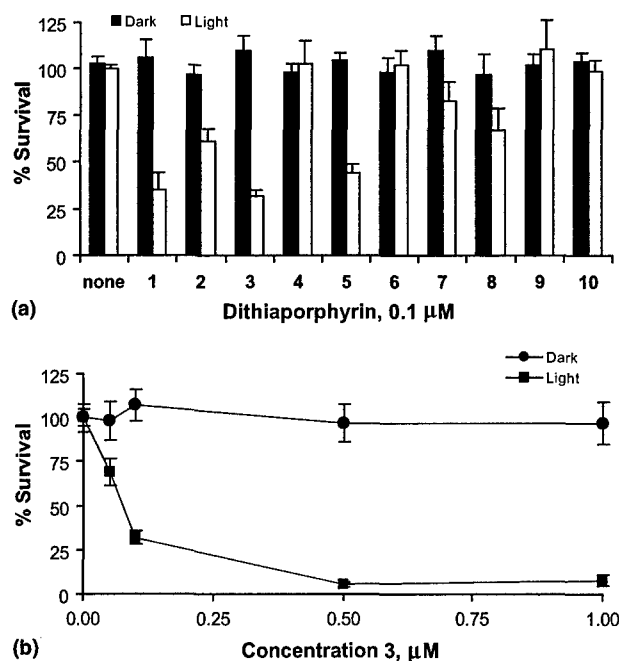 Dark Light
125
100
75
50
25
0
% Survival
none 1 2 3 4 5 6 7 8 9 10
(a) Dithiaporphyrin, 0.1 µM
Dark
Light
125
100
75
50
25
0
% Survival
0.00 0.25 0.50 0.75 1.00
(b) Concentration 3, µM